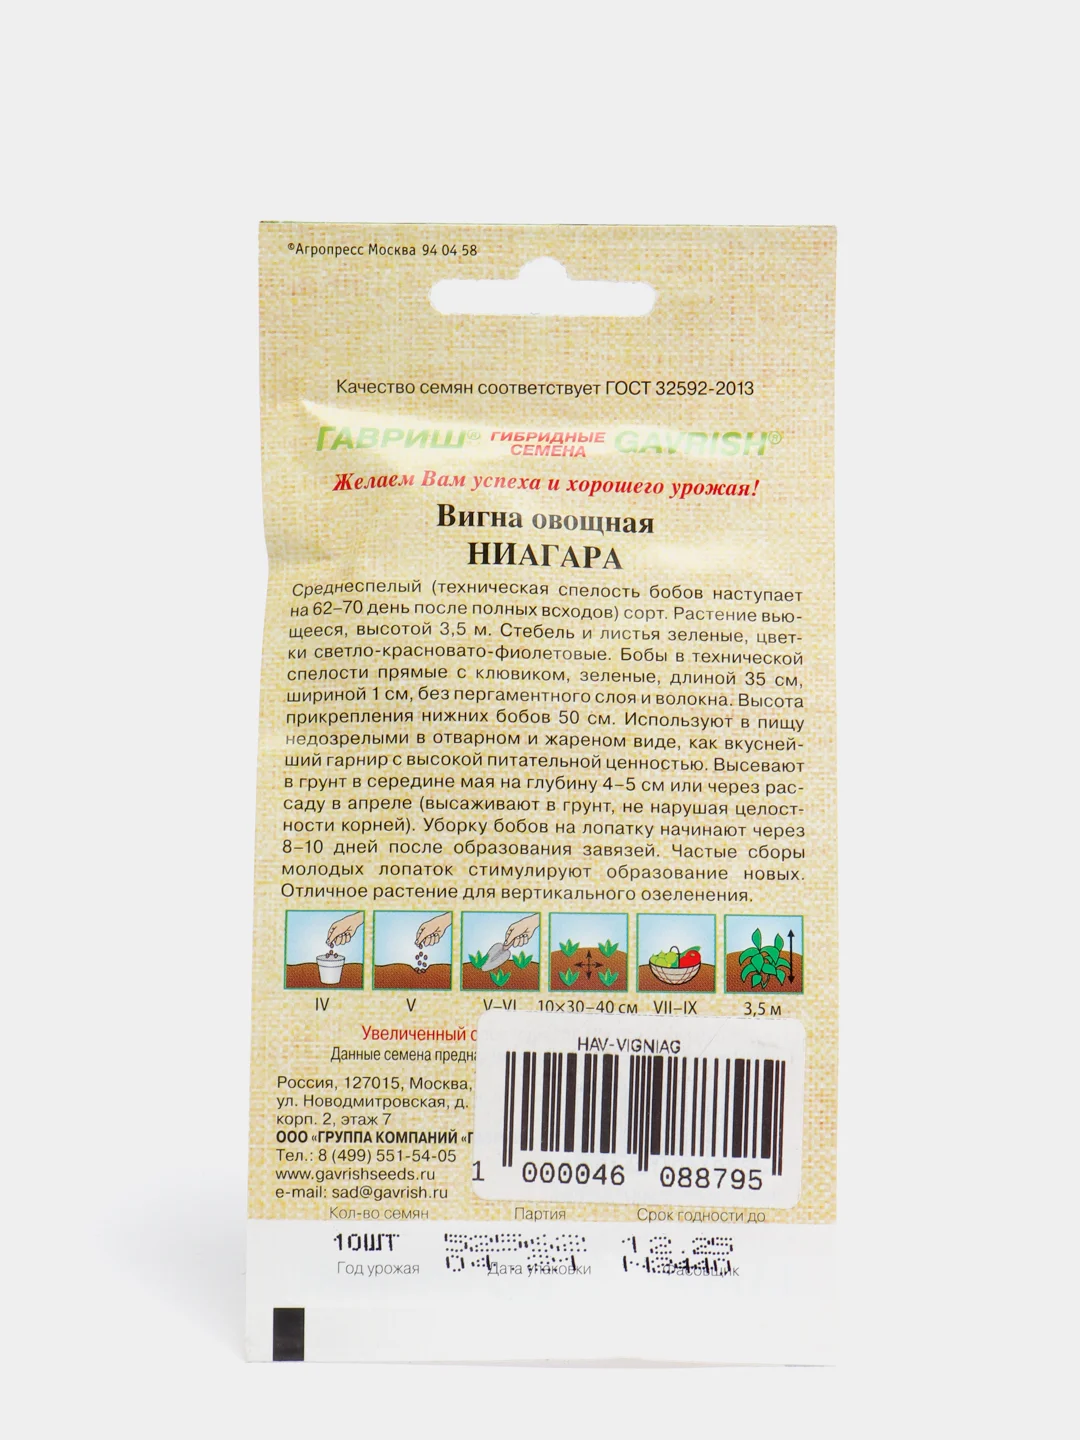 ©Агропресс Москва 94 04 58
Качество семян соответствует ГОСТ 32592-2013
ГАВРИШ® ГИБРИДНЫЕ СЕМЕНА GAVRISH®
Желаем Вам успеха и хорошего урожая!
Вигна овощная
НИАГАРА
Среднеспелый (техническая спелость бобов наступает
на 62–70 день после полных всходов) сорт. Растение вью-
щееся, высотой 3,5 м. Стебель и листья зеленые, цвет-
ки светло-красновато-фиолетовые. Бобы в технической
спелости прямые с клювиком, зеленые, длиной 35 см,
шириной 1 см, без пергаментного слоя и волокна. Высота
прикрепления нижних бобов 50 см. Используют в пищу
недозрелыми в отварном и жареном виде, как вкусней-
ший гарнир с высокой питательной ценностью. Высевают
в грунт в середине мая на глубину 4–5 см или через рас-
саду в апреле (высаживают в грунт, не нарушая целост-
ности корней). Уборку бобов на лопатку начинают через
8–10 дней после образования завязей. Частые сборы
молодых лопаток стимулируют образование новых.
Отличное растение для вертикального озеленения.
IV V V–VI 10×30–40 см VII–IX 3,5 м
Увеличенный
Данные семена
Россия, 127015, Москва,
ул. Новодмитровская, д.
корп. 2, этаж 7
ООО «ГРУППА КОМПАНИЙ
Тел.: 8 (499) 551-54-05
www.gavrishseeds.ru
e-mail: sad@gavrish.ru
HAV-VIGNIAG
1 000046 088795
Кол-во семян Партия Срок годности до
10ШТ 12.25
Год урожая Дата упаковки Фасовщик